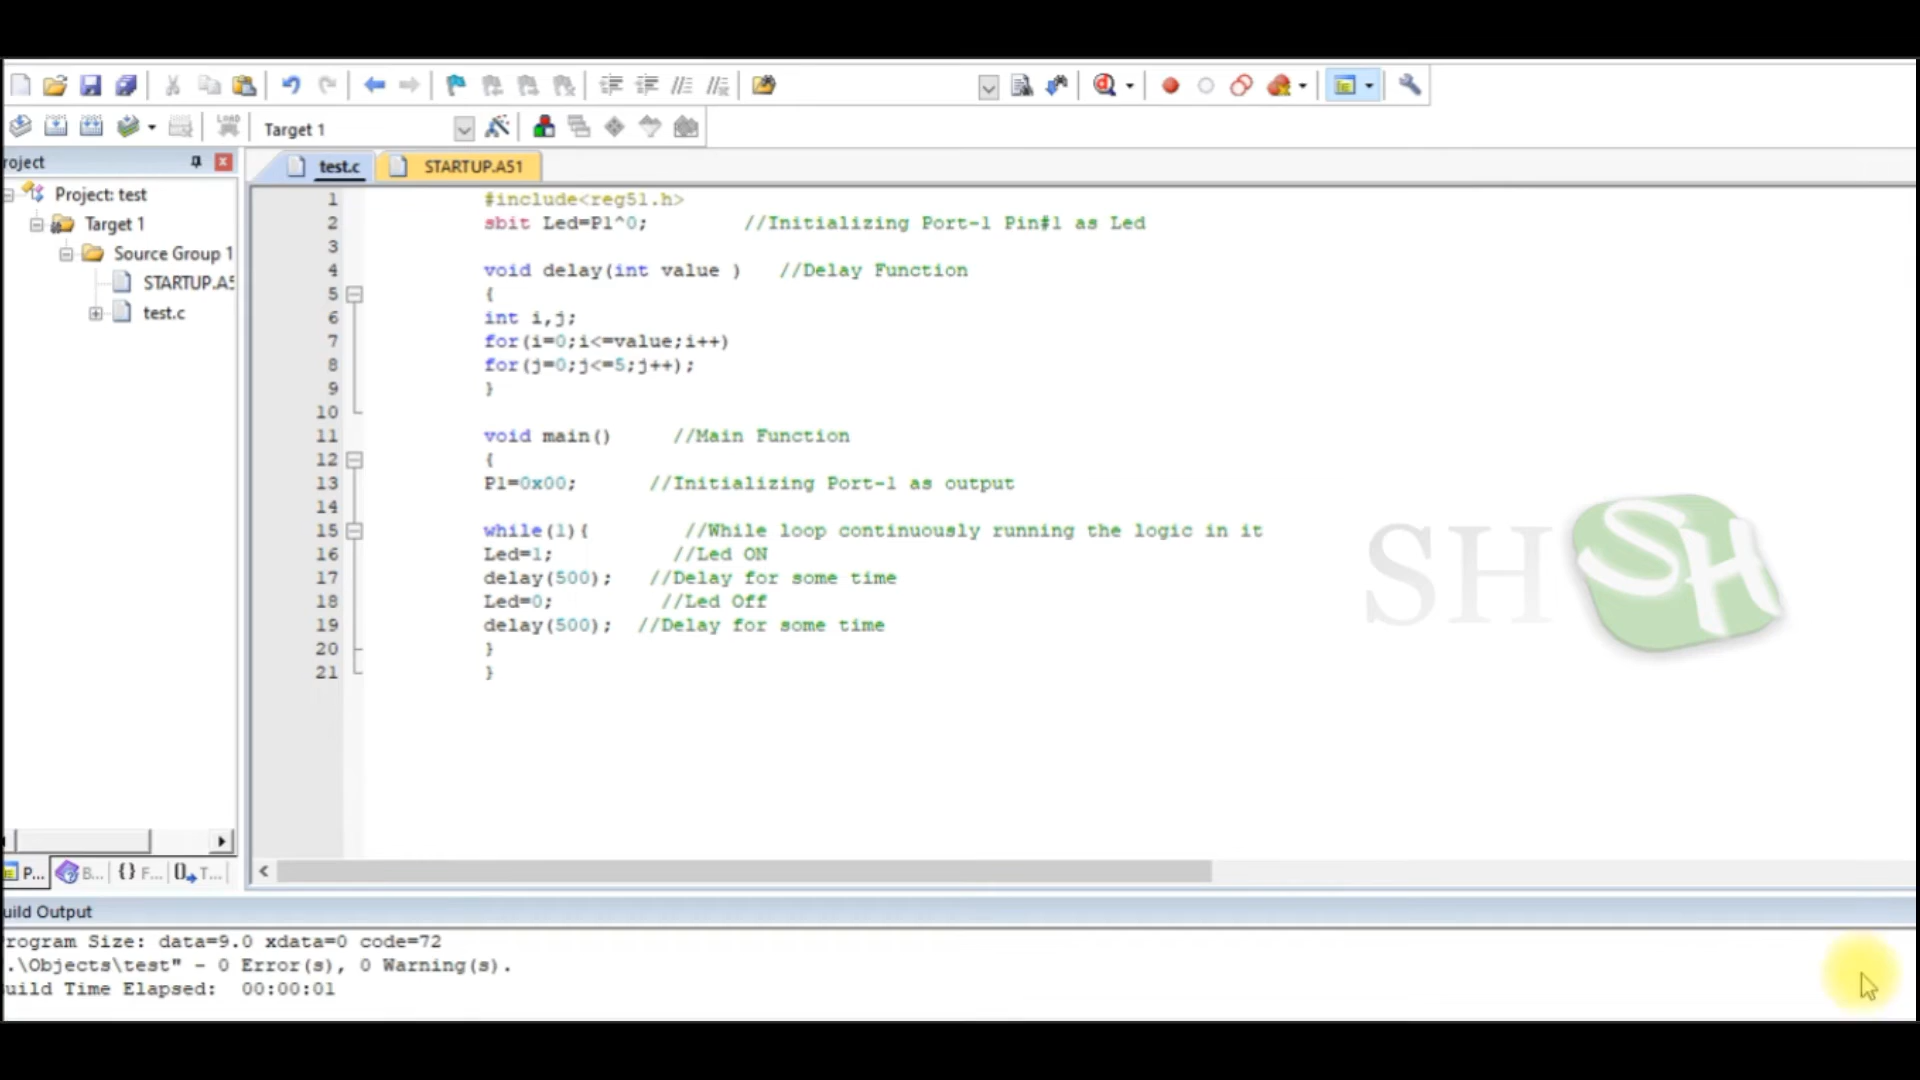 LOAD
Target 1
roject
test.c
STARTUP.A51
Project: test
Target 1
Source Group 1
STARTUP.A5
test.c
1 #include<reg51.h>
2 sbit Led=P1^0; //Initializing Port-1 Pin#1 as Led
3
4 void delay(int value ) //Delay Function
5 {
6 int i,j;
7 for(i=0;i<=value;i++)
8 for(j=0;j<=5;j++);
9 }
10
11 void main() //Main Function
12 {
13 P1=0x00; //Initializing Port-1 as output
14
15 while(1){ //While loop continuously running the logic in it
16 Led=1; //Led ON
17 delay(500); //Delay for some time
18 Led=0; //Led Off
19 delay(500); //Delay for some time
20 }
21 }
SH SH
P... B... {} F... T...
uild Output
rogram Size: data=9.0 xdata=0 code=72
.\Objects\test" - 0 Error(s), 0 Warning(s).
uild Time Elapsed: 00:00:01